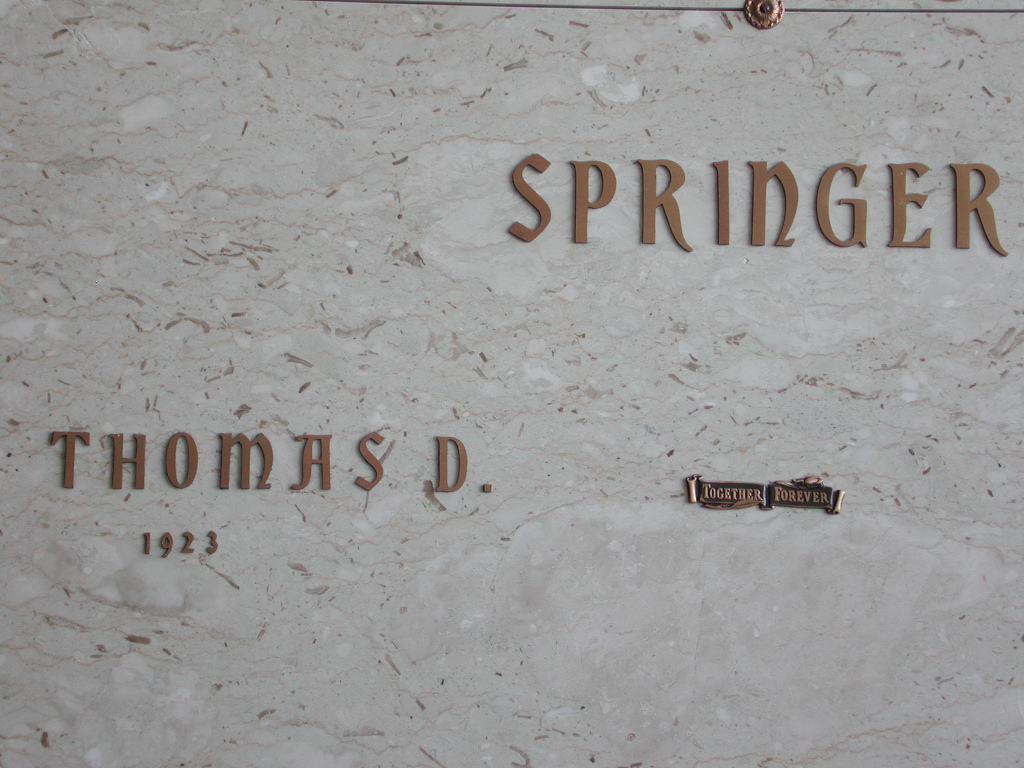 SPRINGER
THOMAS D.
TOGETHER FOREVER
1923